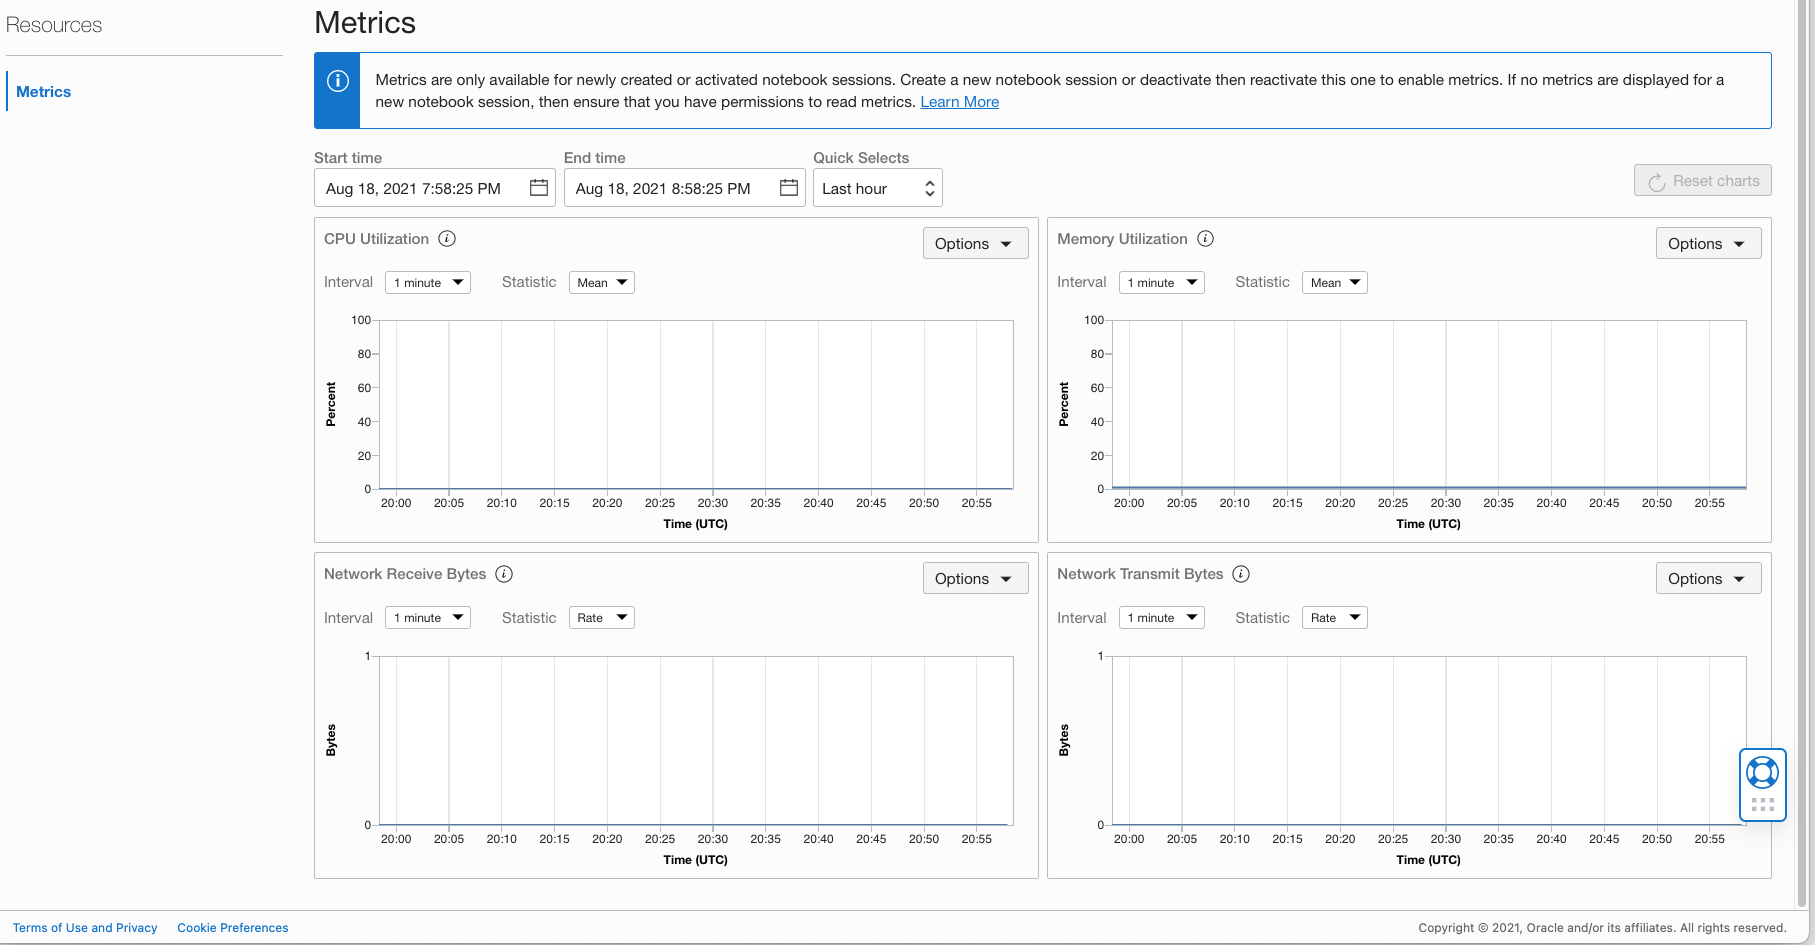 Resources
Metrics
Metrics
Metrics are only available for newly created or activated notebook sessions. Create a new notebook session or deactivate then reactivate this one to enable metrics. If no metrics are displayed for a
new notebook session, then ensure that you have permissions to read metrics. Learn More
Start time End time Quick Selects
Aug 18, 2021 7:58:25 PM Aug 18, 2021 8:58:25 PM Last hour Reset charts
CPU Utilization Options
Interval 1 minute Statistic Mean
100
80
60
40
20
0
Percent
20:00 20:05 20:10 20:15 20:20 20:25 20:30 20:35 20:40 20:45 20:50 20:55
Time (UTC)
Memory Utilization Options
Interval 1 minute Statistic Mean
100
80
60
40
20
0
Percent
20:00 20:05 20:10 20:15 20:20 20:25 20:30 20:35 20:40 20:45 20:50 20:55
Time (UTC)
Network Receive Bytes Options
Interval 1 minute Statistic Rate
1
0
Bytes
20:00 20:05 20:10 20:15 20:20 20:25 20:30 20:35 20:40 20:45 20:50 20:55
Time (UTC)
Network Transmit Bytes Options
Interval 1 minute Statistic Rate
1
0
Bytes
20:00 20:05 20:10 20:15 20:20 20:25 20:30 20:35 20:40 20:45 20:50 20:55
Time (UTC)
Terms of Use and Privacy Cookie Preferences Copyright © 2021, Oracle and/or its affiliates. All rights reserved.